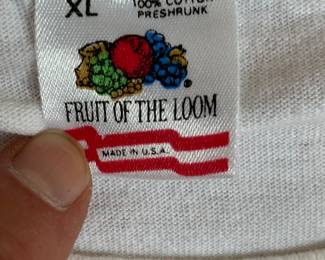 XL
100% COTTON
PRESHRUNK
®
FRUIT OF THE LOOM
MADE IN U.S.A.